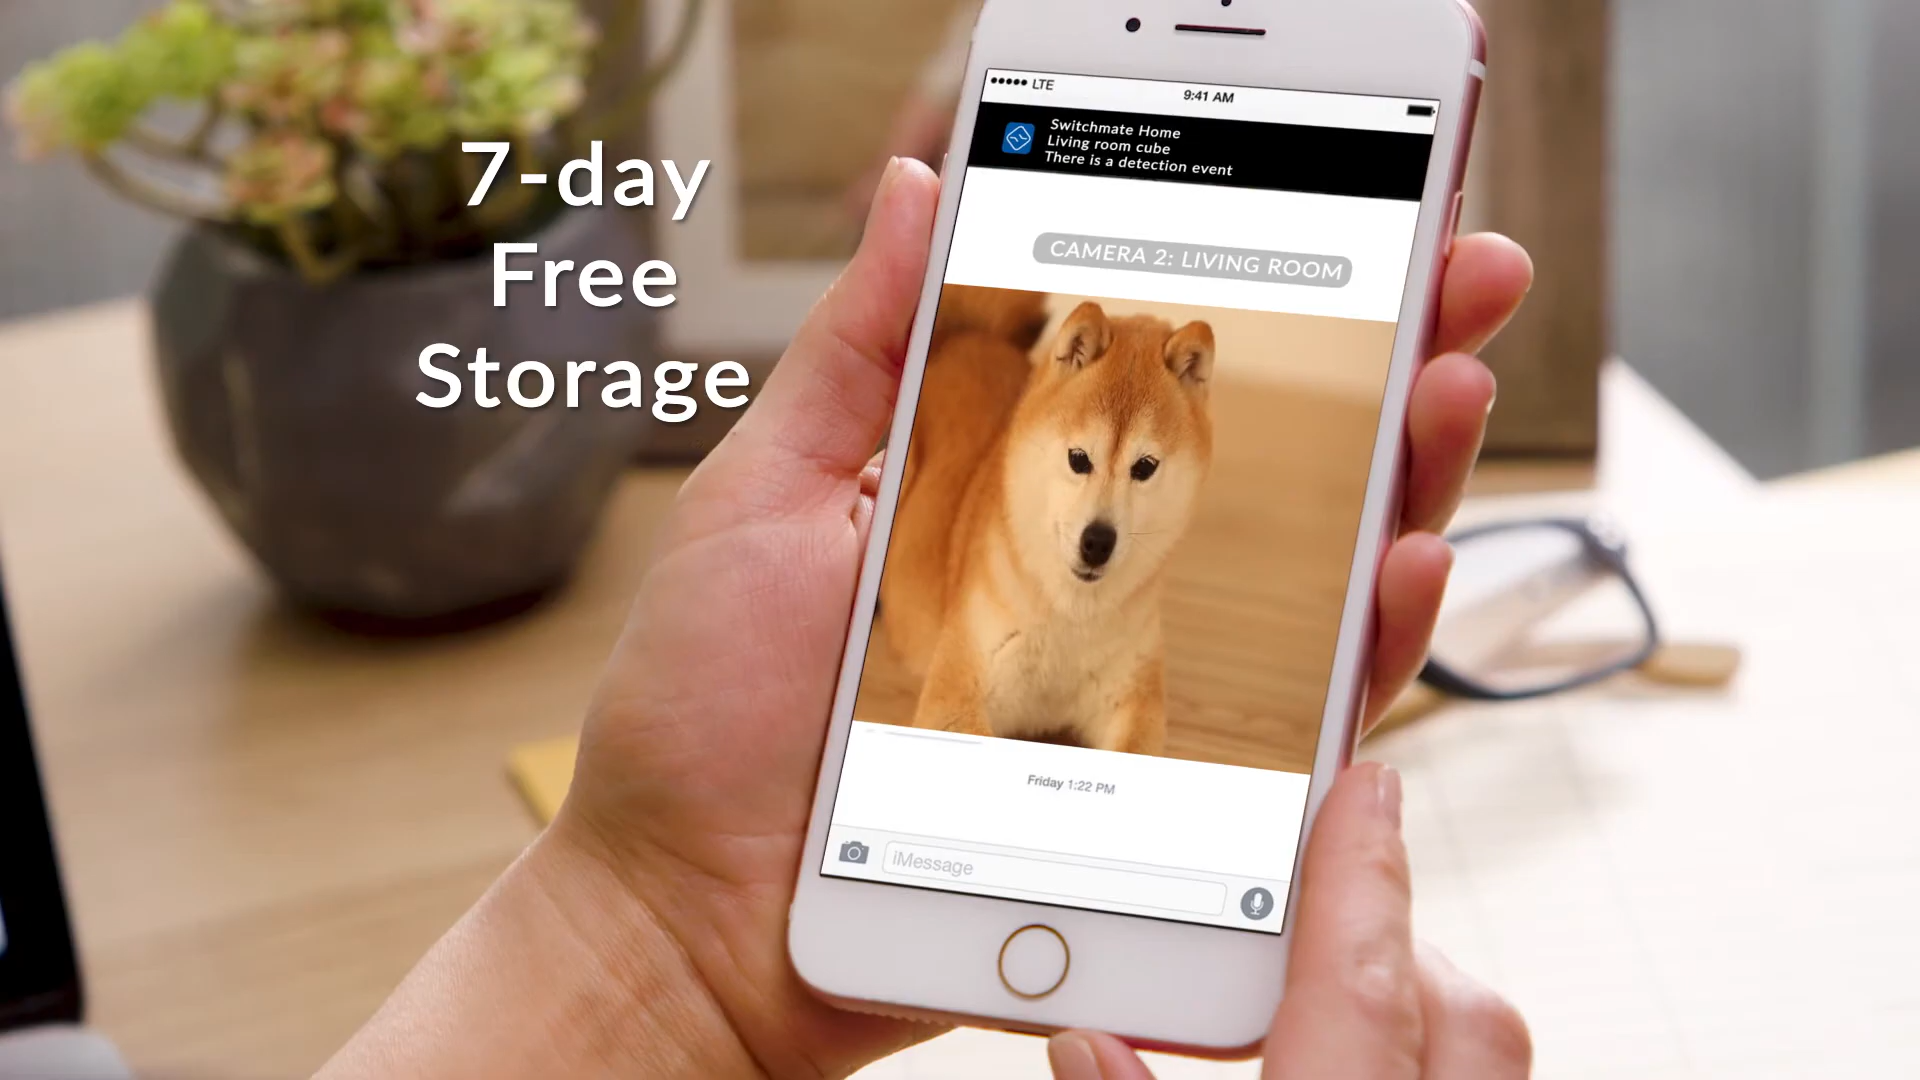 7-day
Free
Storage
LTE
9:41 AM
Switchmate Home
Living room cube
There is a detection event
CAMERA 2: LIVING ROOM
Friday 1:22 PM
iMessage